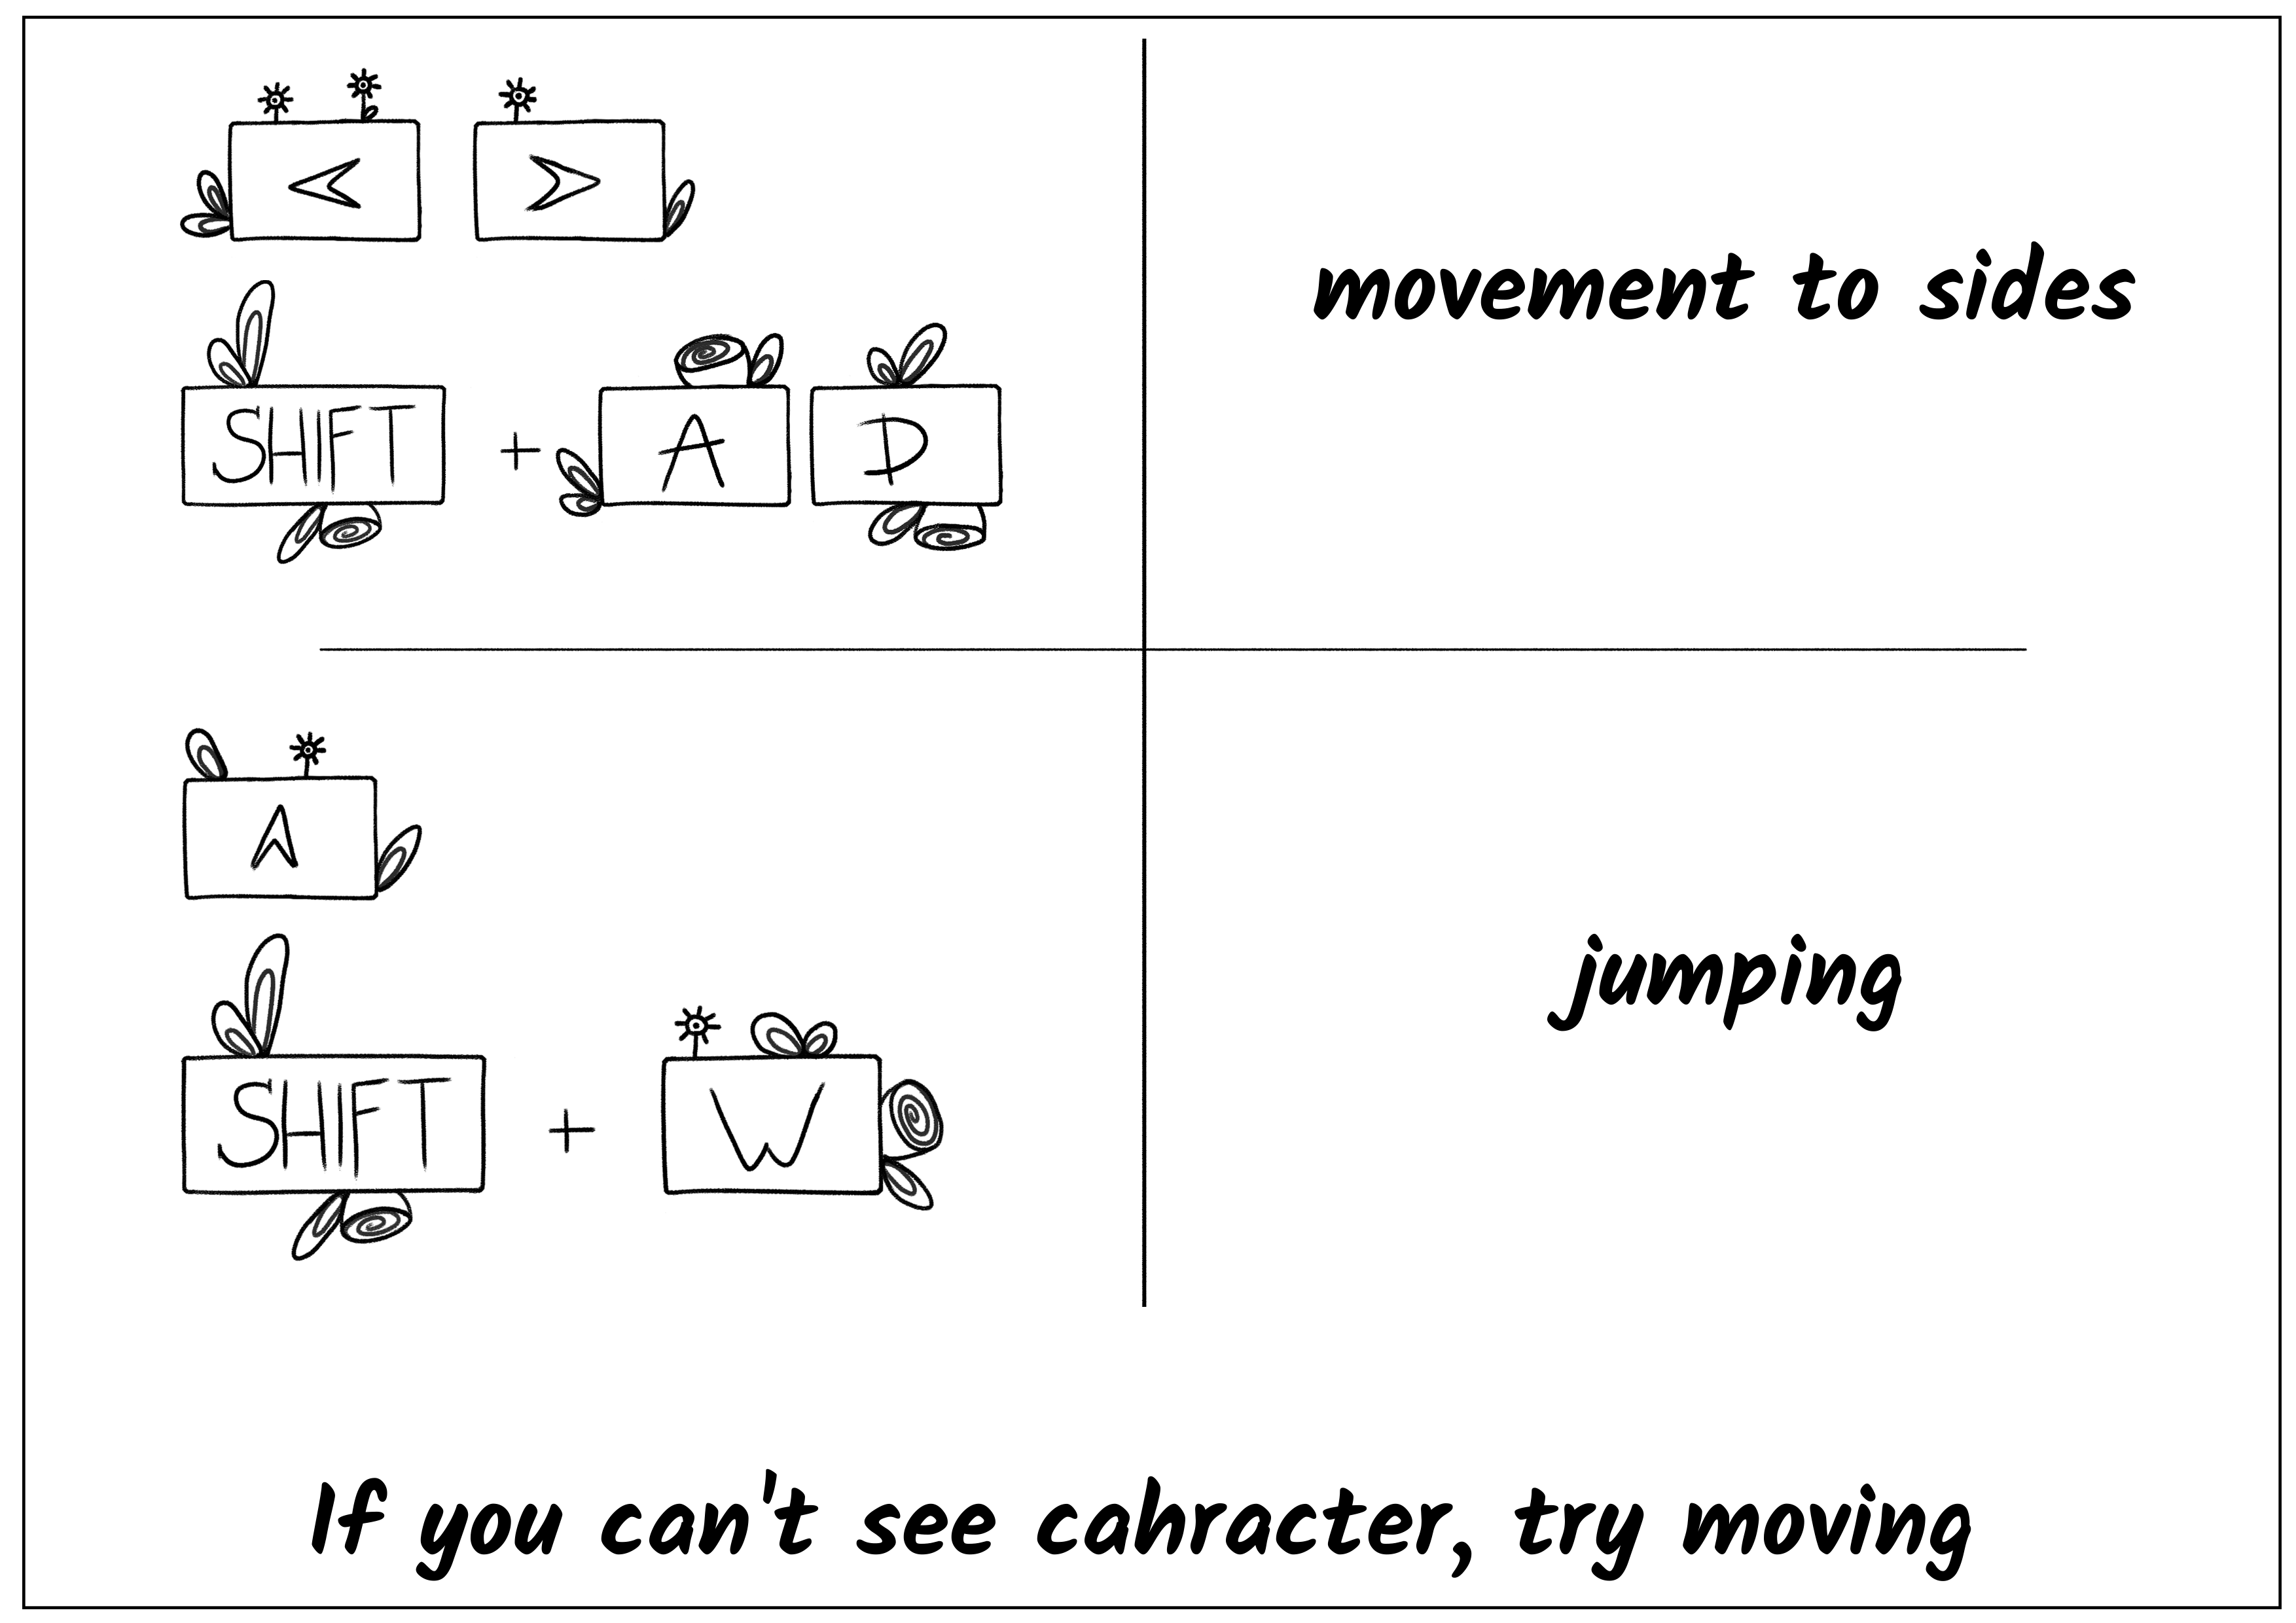 < >
movement to sides
SHIFT + A D
^
jumping
SHIFT + W
If you can't see cahracter, try moving